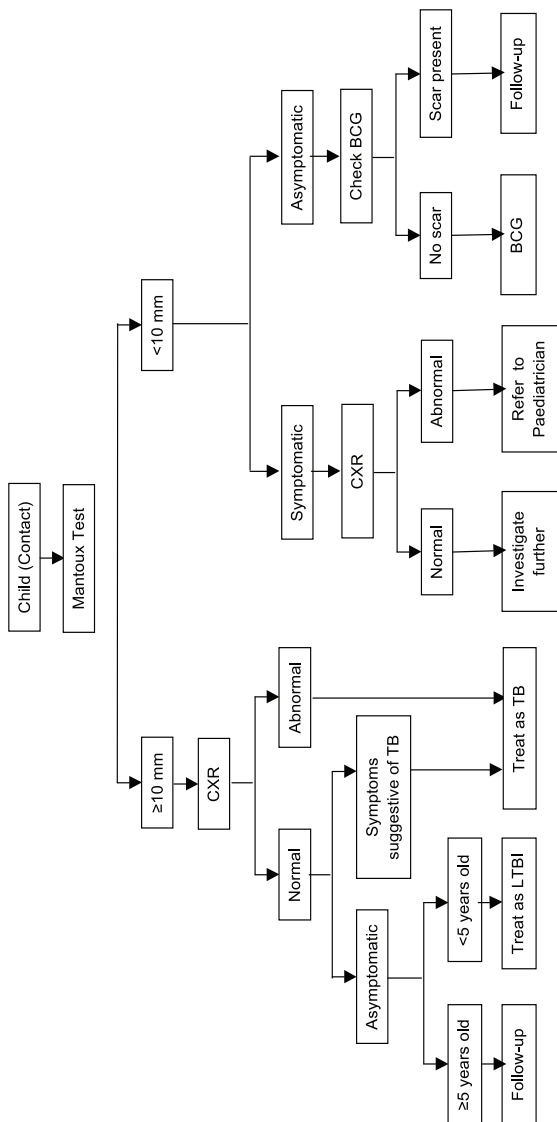 Child (Contact)
Mantoux Test
≥10 mm
<10 mm
CXR
Normal
Abnormal
Asymptomatic
Symptoms
suggestive of TB
≥5 years old
<5 years old
Follow-up
Treat as LTBI
Treat as TB
Symptomatic
Asymptomatic
CXR
Check BCG
Normal
Abnormal
No scar
Scar present
Investigate
further
Refer to
Paediatrician
BCG
Follow-up